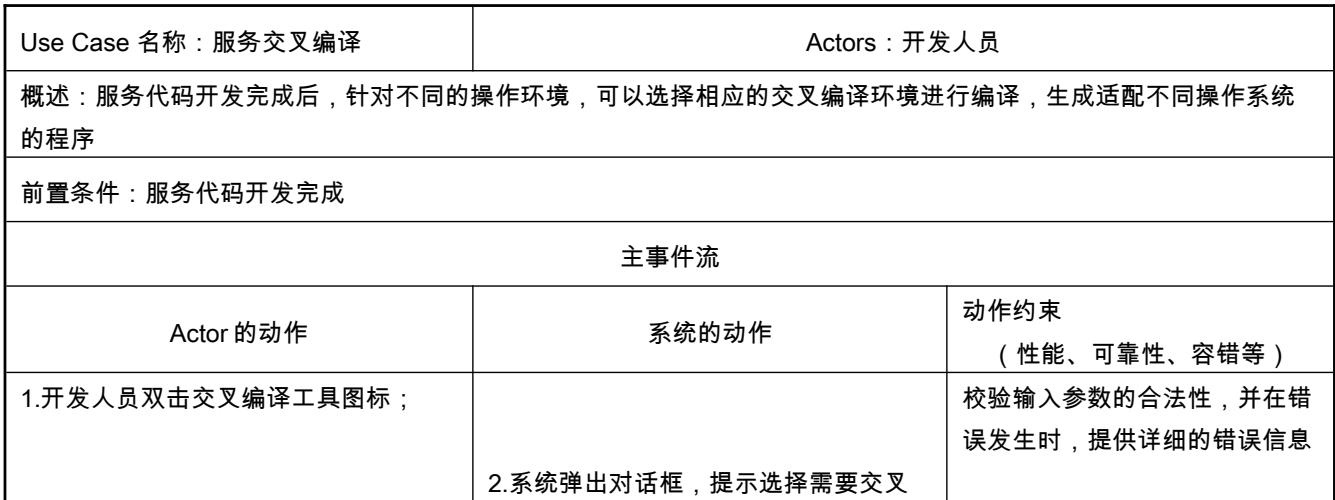 Use Case 名称：服务交叉编译
Actors：开发人员
概述：服务代码开发完成后，针对不同的操作环境，可以选择相应的交叉编译环境进行编译，生成适配不同操作系统
的程序
前置条件：服务代码开发完成
主事件流
Actor 的动作
系统的动作
动作约束
（性能、可靠性、容错等）
1.开发人员双击交叉编译工具图标；
校验输入参数的合法性，并在错
误发生时，提供详细的错误信息
2.系统弹出对话框，提示选择需要交叉